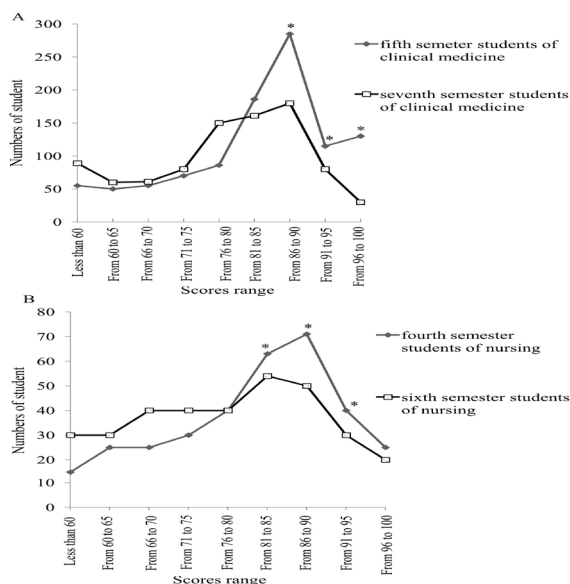 A
300
250
200
150
100
50
0
Numbers of student
*
*
*
fifth semeter students of
clinical medicine
seventh semester students
of clinical medicine
Less than 60
From 60 to 65
From 66 to 70
From 71 to 75
From 76 to 80
From 81 to 85
From 86 to 90
From 91 to 95
From 96 to 100
Scores range
B
80
70
60
50
40
30
20
10
0
Numbers of student
*
*
*
fourth semester
students of nursing
sixth semester students
of nursing
Less than 60
From 60 to 65
From 66 to 70
From 71 to 75
From 76 to 80
From 81 to 85
From 86 to 90
From 91 to 95
From 96 to 100
Scores range